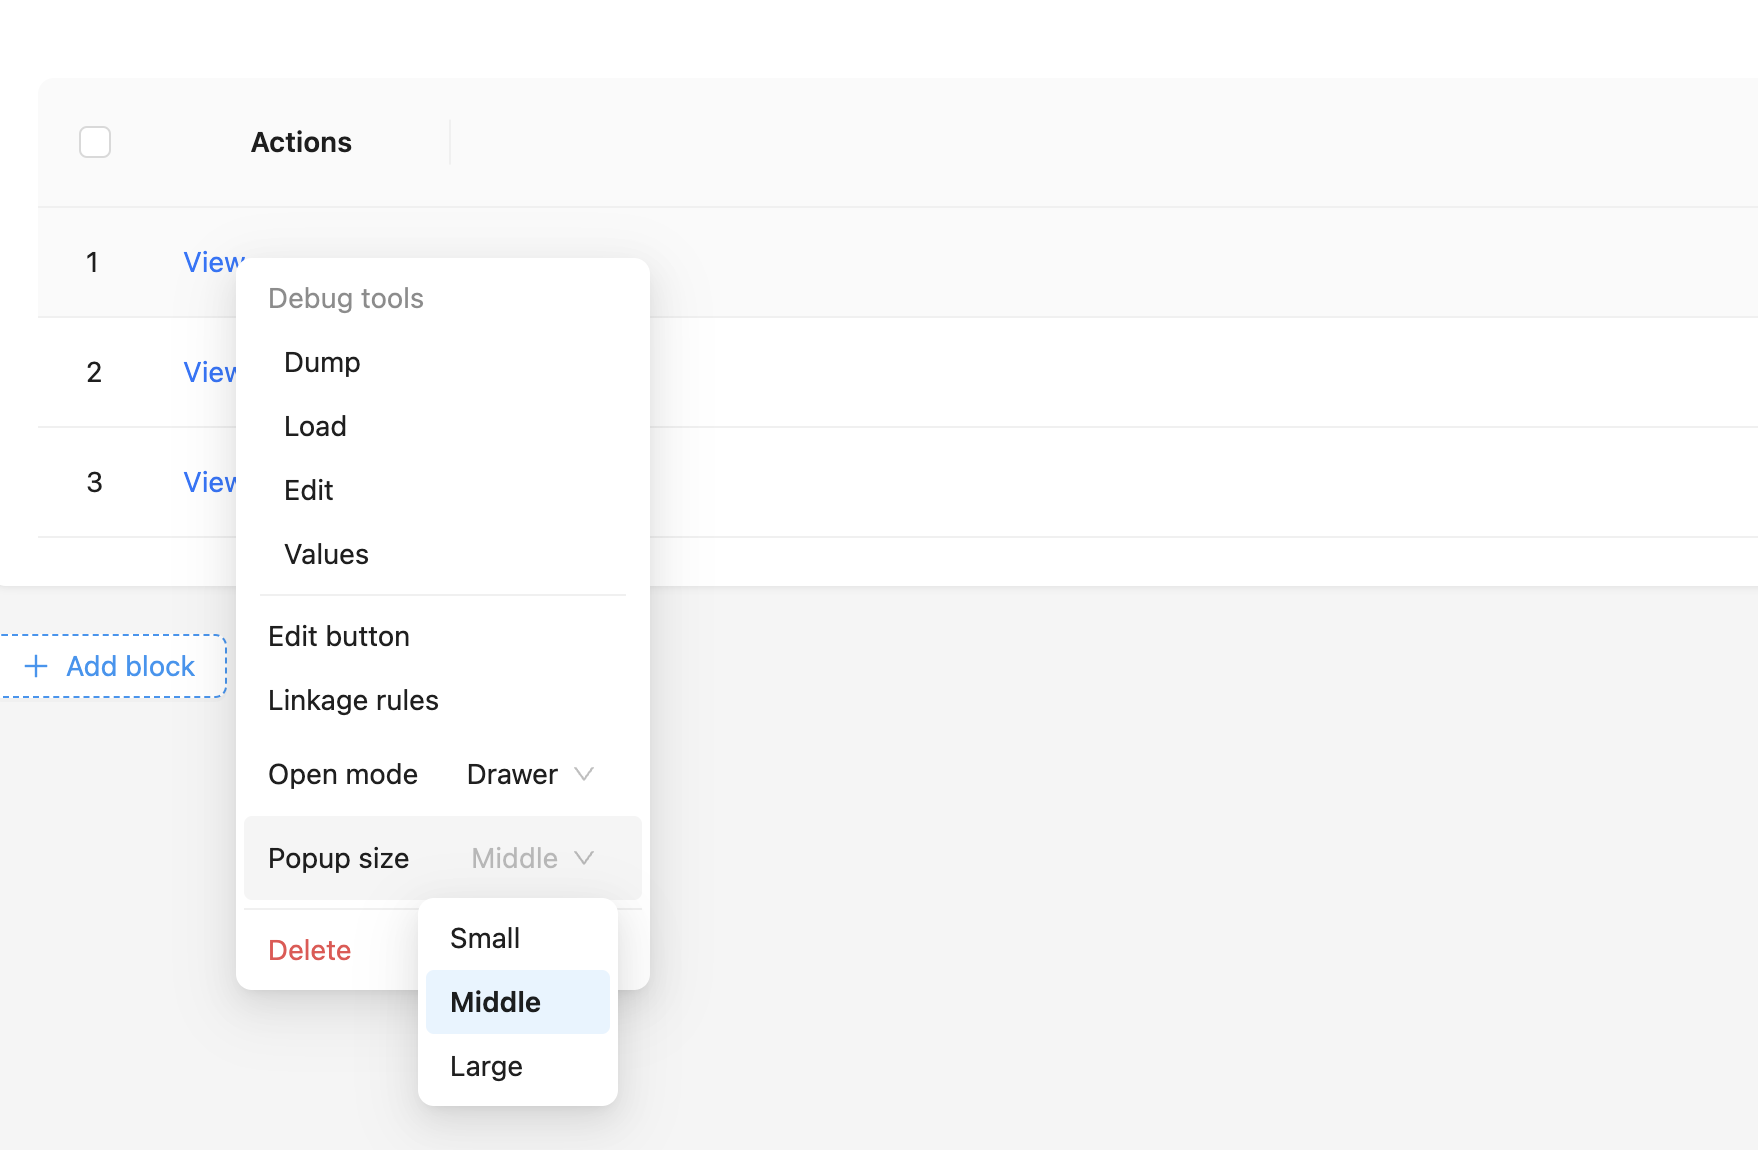 Actions
1 View
Debug tools
Dump
2 View
Load
3 View
Edit
Values
Edit button
Add block
Linkage rules
Open mode Drawer
Popup size Middle
Small
Delete
Middle
Large